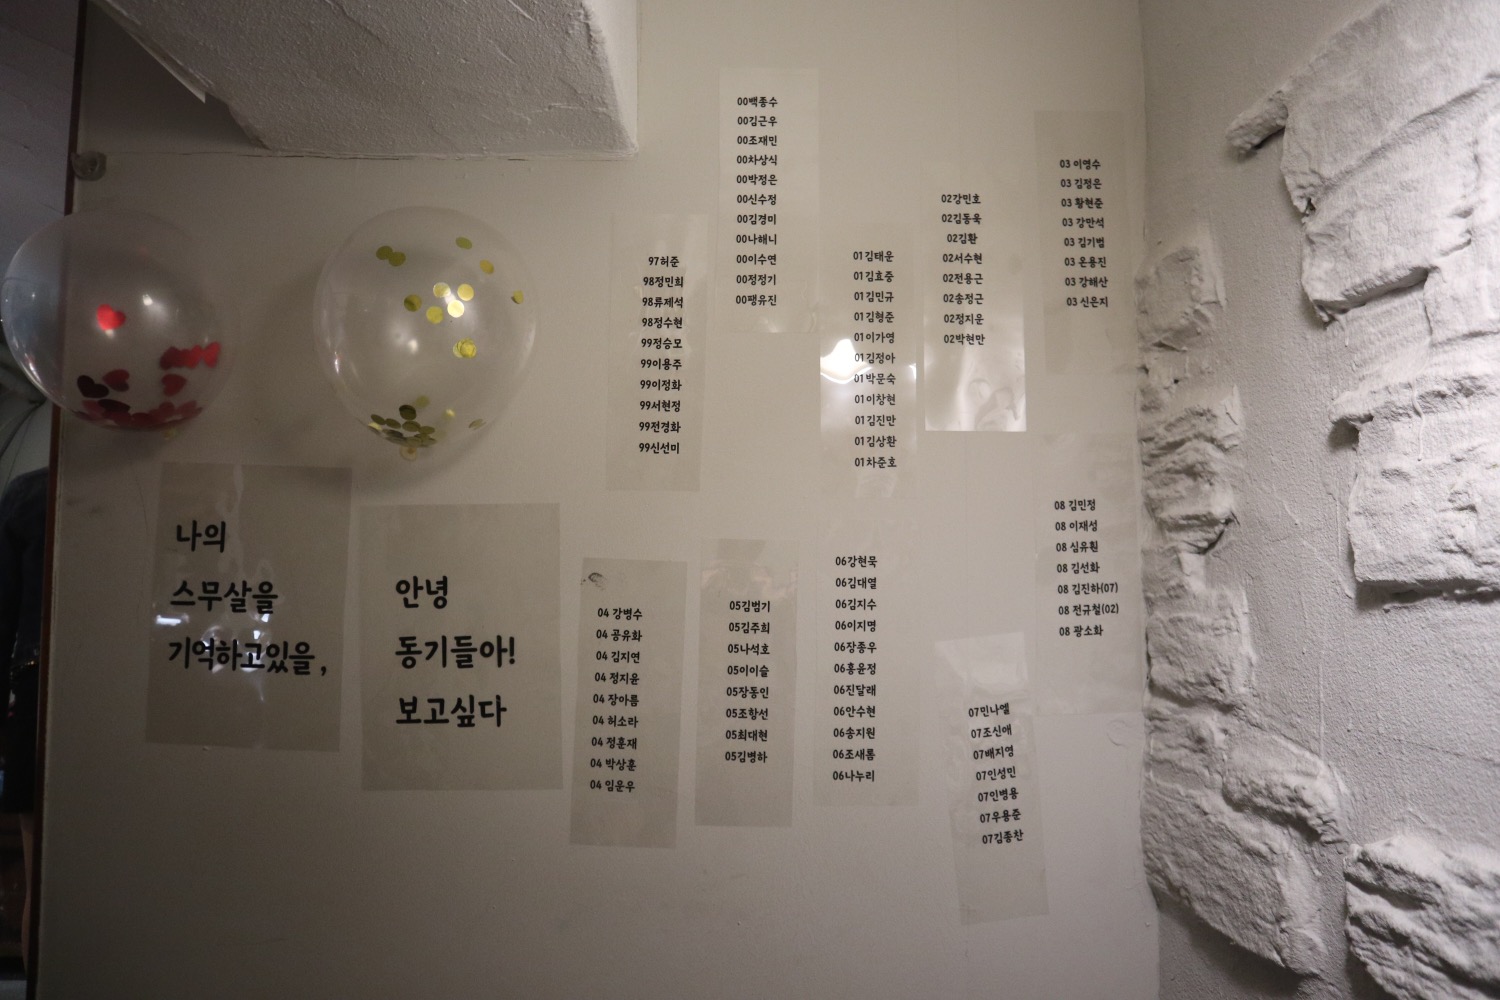 나의
스무살을
기억하고있을,
안녕
동기들아!
보고싶다
97허준
98정민희
98류제석
98정수현
99정승모
99이용주
99이정화
99서현정
99전경화
99신선미
00백종수
00김근우
00조재민
00차상식
00박정은
00신수정
00김경미
00나해니
00이수연
00정정기
00팽유진
01김태운
01김효중
01김민규
01김형준
01이가영
01김정아
01박문숙
01이창현
01김진만
01김상환
01차준호
02강민호
02김동욱
02김환
02서수현
02전용근
02송정근
02정지운
02박현만
03 이영수
03 김정은
03 황현준
03 강만석
03 김기범
03 온용진
03 강해산
03 신은지
04 강병수
04 공유화
04 김지연
04 정지윤
04 장아름
04 허소라
04 정훈재
04 박상훈
04 임운우
05김범기
05김주희
05나석호
05이이슬
05장동인
05조항선
05최대현
05김병하
06강현묵
06김대열
06김지수
06이지명
06장종우
06홍윤정
06진달래
06안수현
06송지원
06조새롬
06나누리
07민나엘
07조신애
07배지영
07인성민
07인병용
07우용준
07김종찬
08 김민정
08 이재성
08 심유훤
08 김선화
08 김진하(07)
08 전규철(02)
08 광소화